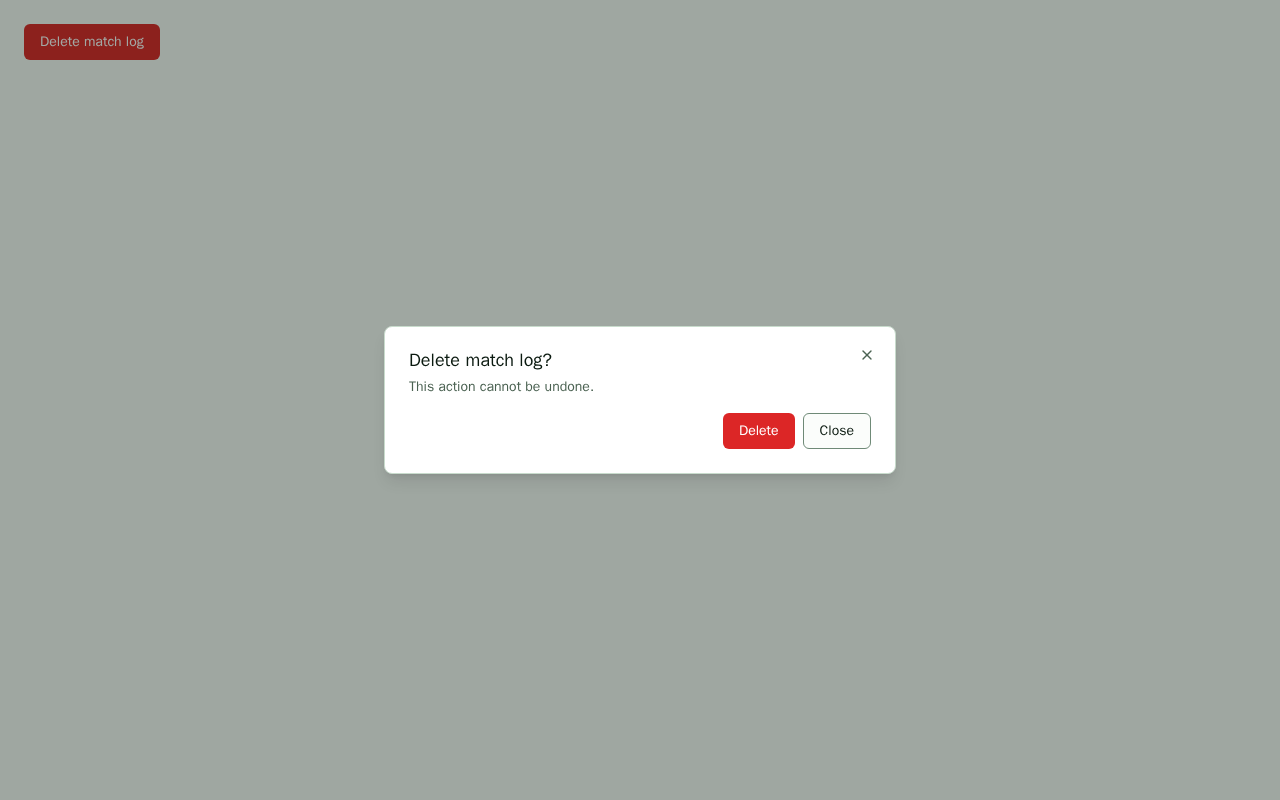 Delete match log
Delete match log?
This action cannot be undone.
Delete
Close